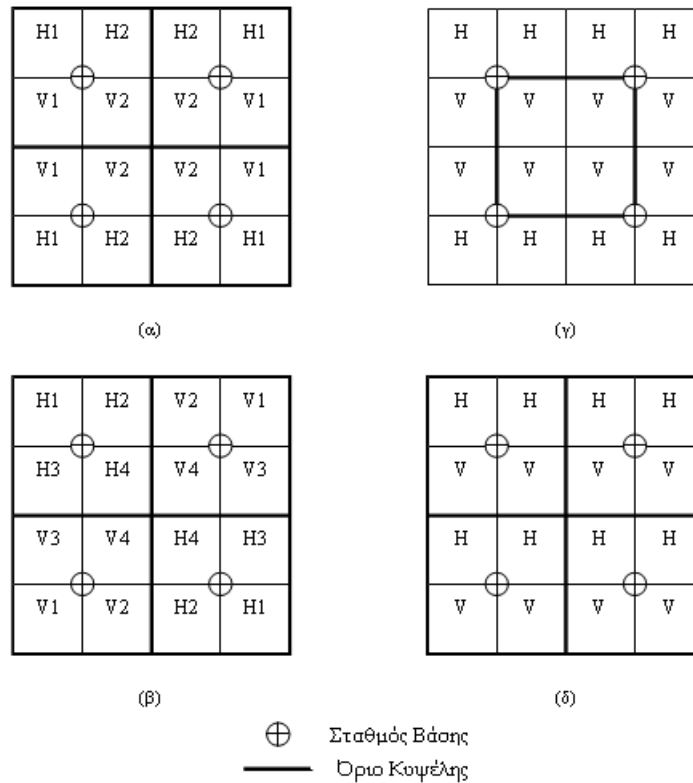 H1 H2 H2 H1 H H H H
V1 V2 V2 V1 V V V V
V1 V2 V2 V1 V V V V
H1 H2 H2 H1 H H H H
(α) (γ)
H1 H2 V2 V1 H H H H
H3 H4 V4 V3 V V V V
V3 V4 H4 H3 H H H H
V1 V2 H2 H1 V V V V
(β) (δ)
Σταθμός Βάσης
Όριο Κυψέλης